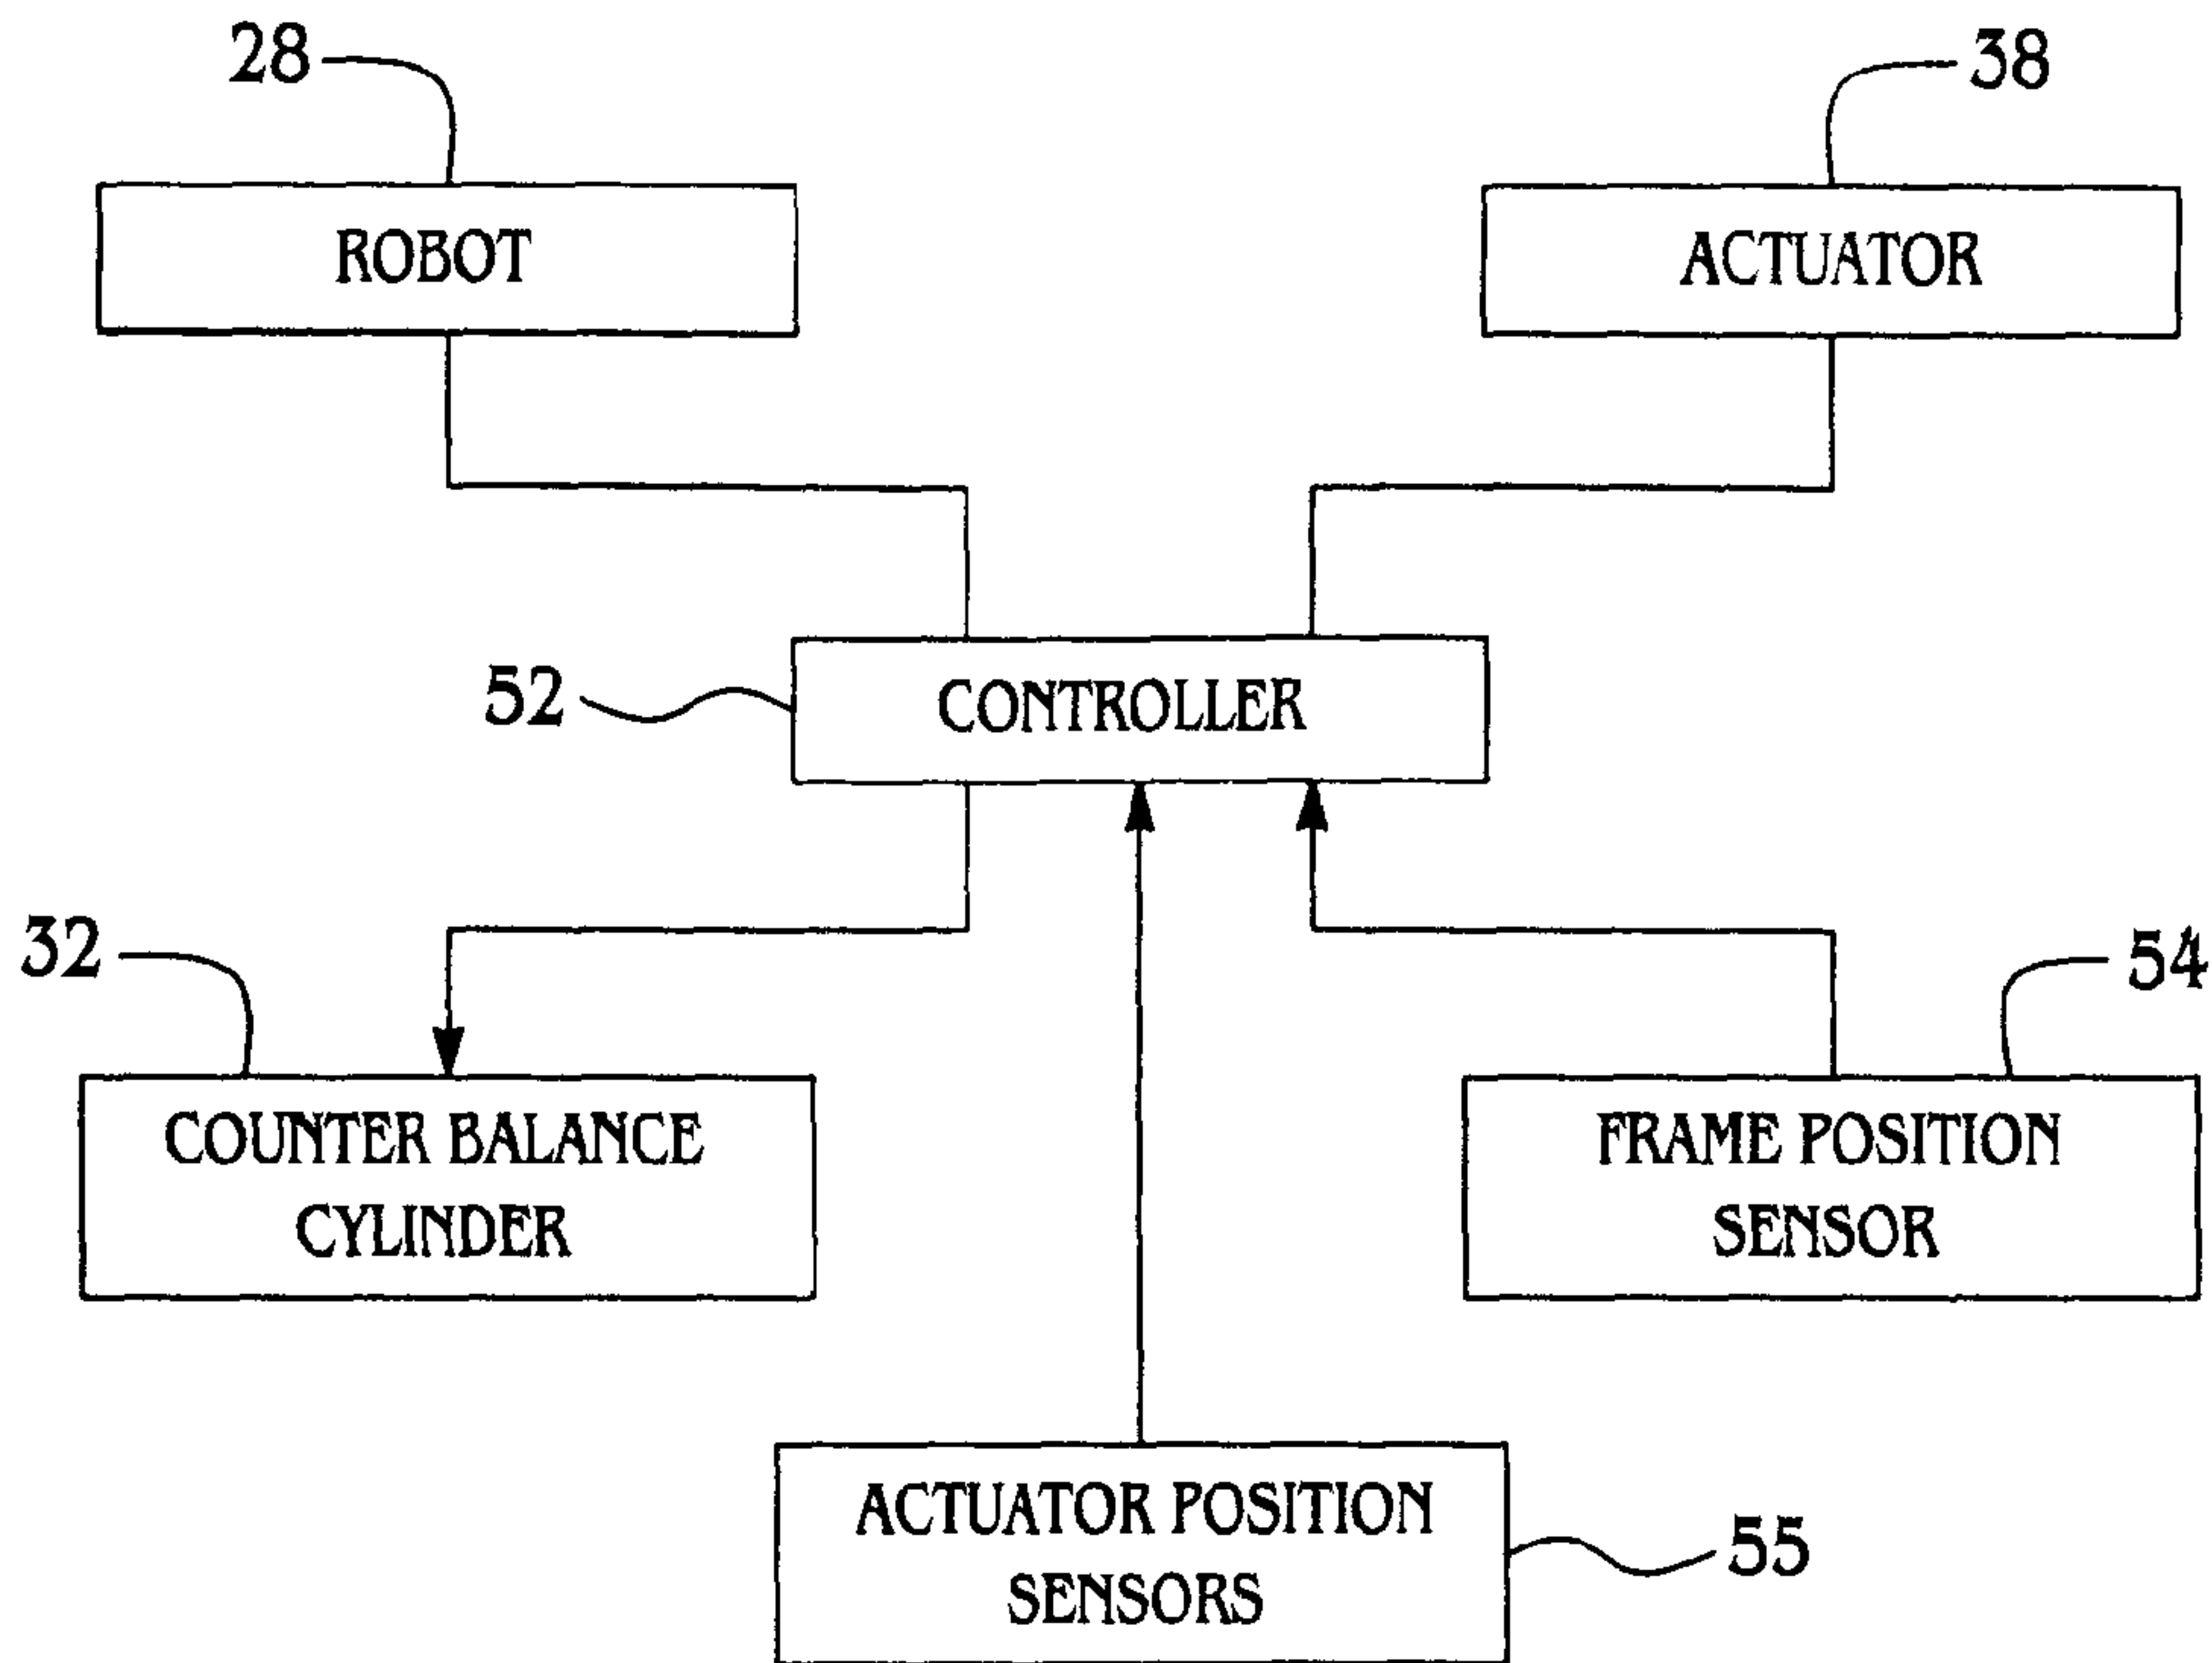 28
38
ROBOT
ACTUATOR
52
CONTROLLER
32
54
COUNTER BALANCE
CYLINDER
FRAME POSITION
SENSOR
ACTUATOR POSITION
SENSORS
55